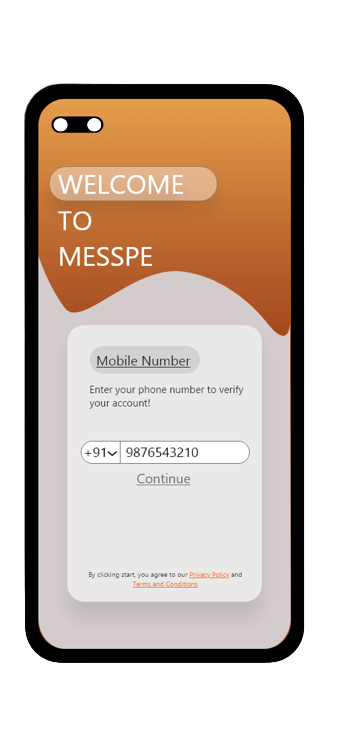 WELCOME
TO
MESSPE
Mobile Number
Enter your phone number to verify
your account!
+91 9876543210
Continue
By clicking start, you agree to our Privacy Policy and
Terms and Conditions